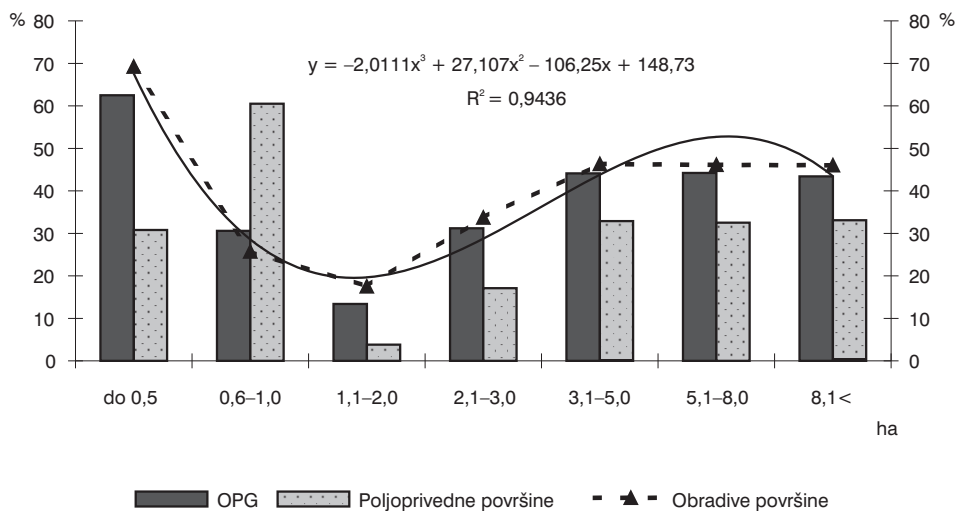 % 80 80 %
y = –2,0111x³ + 27,107x² – 106,25x + 148,73
R² = 0,9436
70 70
60 60
50 50
40 40
30 30
20 20
10 10
0 0
do 0,5 0,6–1,0 1,1–2,0 2,1–3,0 3,1–5,0 5,1–8,0 8,1<
ha
OPG Poljoprivedne površine Obradive površine